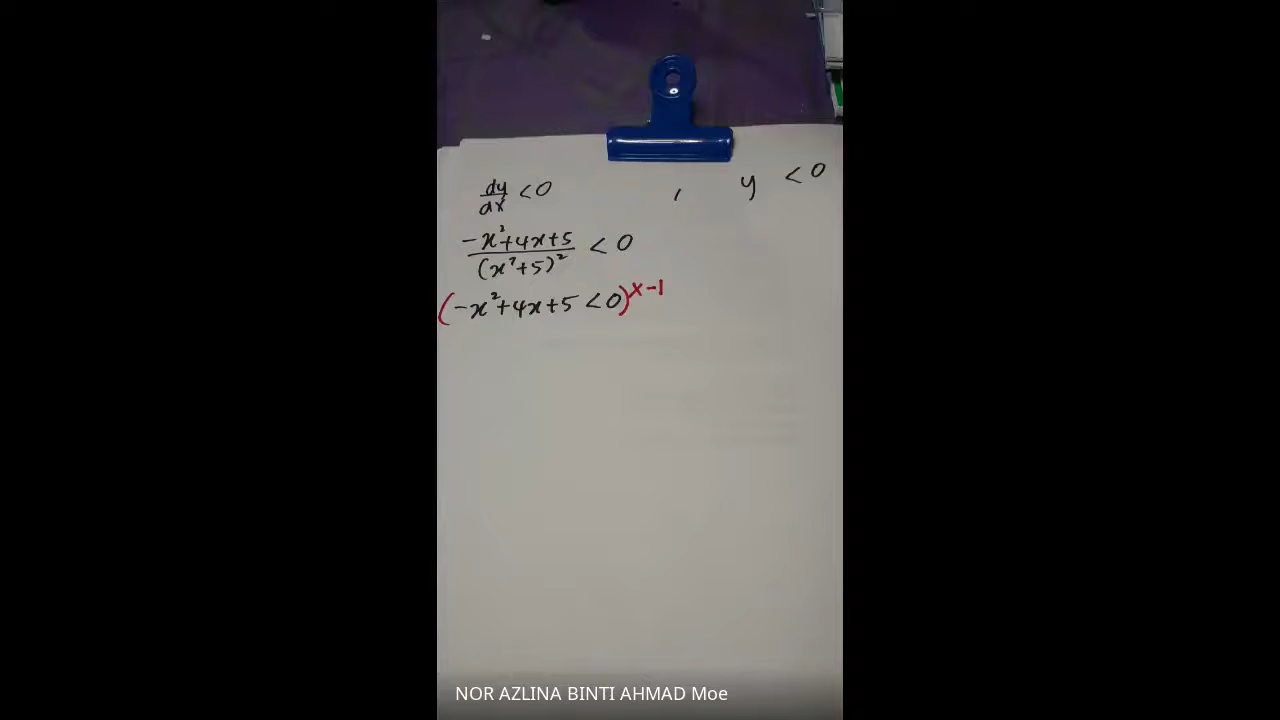 dy/dx < 0 , y < 0
(-x²+4x+5)/(x²+5)² < 0
(-x²+4x+5 < 0) x -1
NOR AZLINA BINTI AHMAD Moe